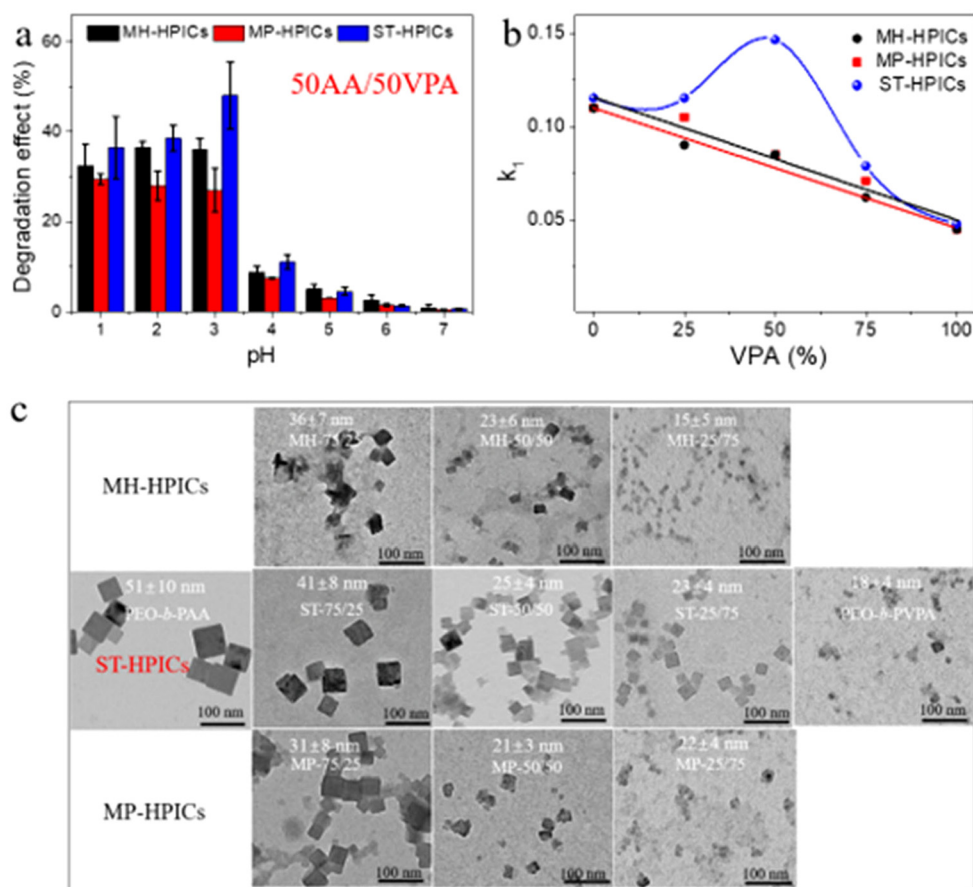 a
MH-HPICs MP-HPICs ST-HPICs
50AA/50VPA
Degradation effect (%)
60
40
20
0
1 2 3 4 5 6 7
pH
b
MH-HPICs
MP-HPICs
ST-HPICs
k1
0.15
0.10
0.05
0 25 50 75 100
VPA (%)
c
MH-HPICs
36±7 nm
MH-75/25
100 nm
23±6 nm
MH-50/50
100 nm
15±5 nm
MH-25/75
100 nm
51±10 nm
PEO-b-PAA
ST-HPICs
100 nm
41±8 nm
ST-75/25
100 nm
25±4 nm
ST-50/50
100 nm
23±4 nm
ST-25/75
100 nm
18±4 nm
PEO-b-PVPA
100 nm
MP-HPICs
31±8 nm
MP-75/25
100 nm
21±3 nm
MP-50/50
100 nm
22±4 nm
MP-25/75
100 nm